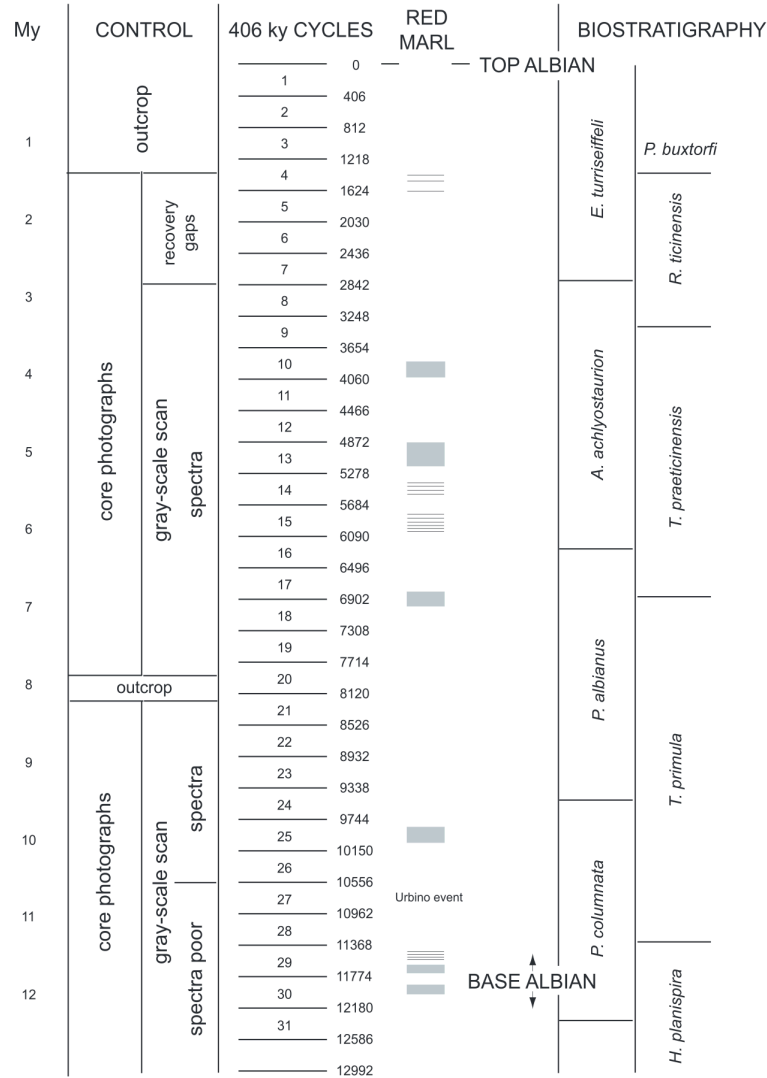 My
CONTROL
406 ky CYCLES
RED
MARL
BIOSTRATIGRAPHY
0
TOP ALBIAN
1
406
2
812
3
1218
4
1624
5
2030
6
2436
7
2842
8
3248
9
3654
10
4060
11
4466
12
4872
13
5278
14
5684
15
6090
16
6496
17
6902
18
7308
19
7714
20
8120
21
8526
22
8932
23
9338
24
9744
25
10150
26
10556
27
10962
28
11368
29
11774
30
12180
31
12586
12992
1
2
3
4
5
6
7
8
9
10
11
12
outcrop
recovery
gaps
core photographs
gray-scale scan
spectra
outcrop
core photographs
gray-scale scan
spectra
spectra poor
Urbino event
BASE ALBIAN
E. turriseiffeli
A. achlyostaurion
P. albianus
P. columnata
P. buxtorfi
R. ticinensis
T. praeticinensis
T. primula
H. planispira